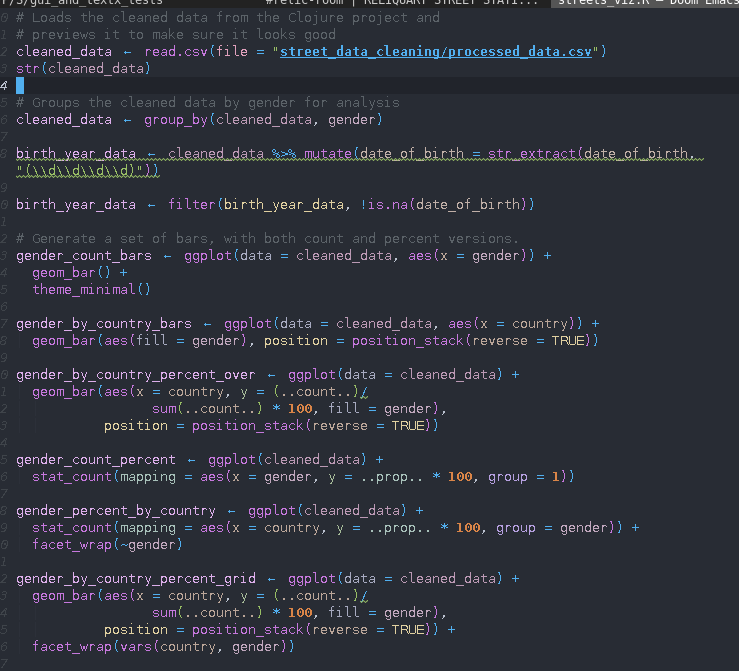 #relic-room | RELIQUART STREET STATI... streets_viz.R — Doom Emacs
# Loads the cleaned data from the Clojure project and
# previews it to make sure it looks good
cleaned_data ← read.csv(file = "street_data_cleaning/processed_data.csv")
str(cleaned_data)
4
# Groups the cleaned data by gender for analysis
cleaned_data ← group_by(cleaned_data, gender)
birth_year_data ← cleaned_data %>% mutate(date_of_birth = str_extract(date_of_birth,
"(\\d\\d\\d\\d)"))
birth_year_data ← filter(birth_year_data, !is.na(date_of_birth))
# Generate a set of bars, with both count and percent versions.
gender_count_bars ← ggplot(data = cleaned_data, aes(x = gender)) +
geom_bar() +
theme_minimal()
gender_by_country_bars ← ggplot(data = cleaned_data, aes(x = country)) +
geom_bar(aes(fill = gender), position = position_stack(reverse = TRUE))
gender_by_country_percent_over ← ggplot(data = cleaned_data) +
geom_bar(aes(x = country, y = (..count..)/
sum(..count..) * 100, fill = gender),
position = position_stack(reverse = TRUE))
gender_count_percent ← ggplot(cleaned_data) +
stat_count(mapping = aes(x = gender, y = ..prop.. * 100, group = 1))
gender_percent_by_country ← ggplot(cleaned_data) +
stat_count(mapping = aes(x = country, y = ..prop.. * 100, group = gender)) +
facet_wrap(~gender)
gender_by_country_percent_grid ← ggplot(data = cleaned_data) +
geom_bar(aes(x = country, y = (..count..)/
sum(..count..) * 100, fill = gender),
position = position_stack(reverse = TRUE)) +
facet_wrap(vars(country, gender))